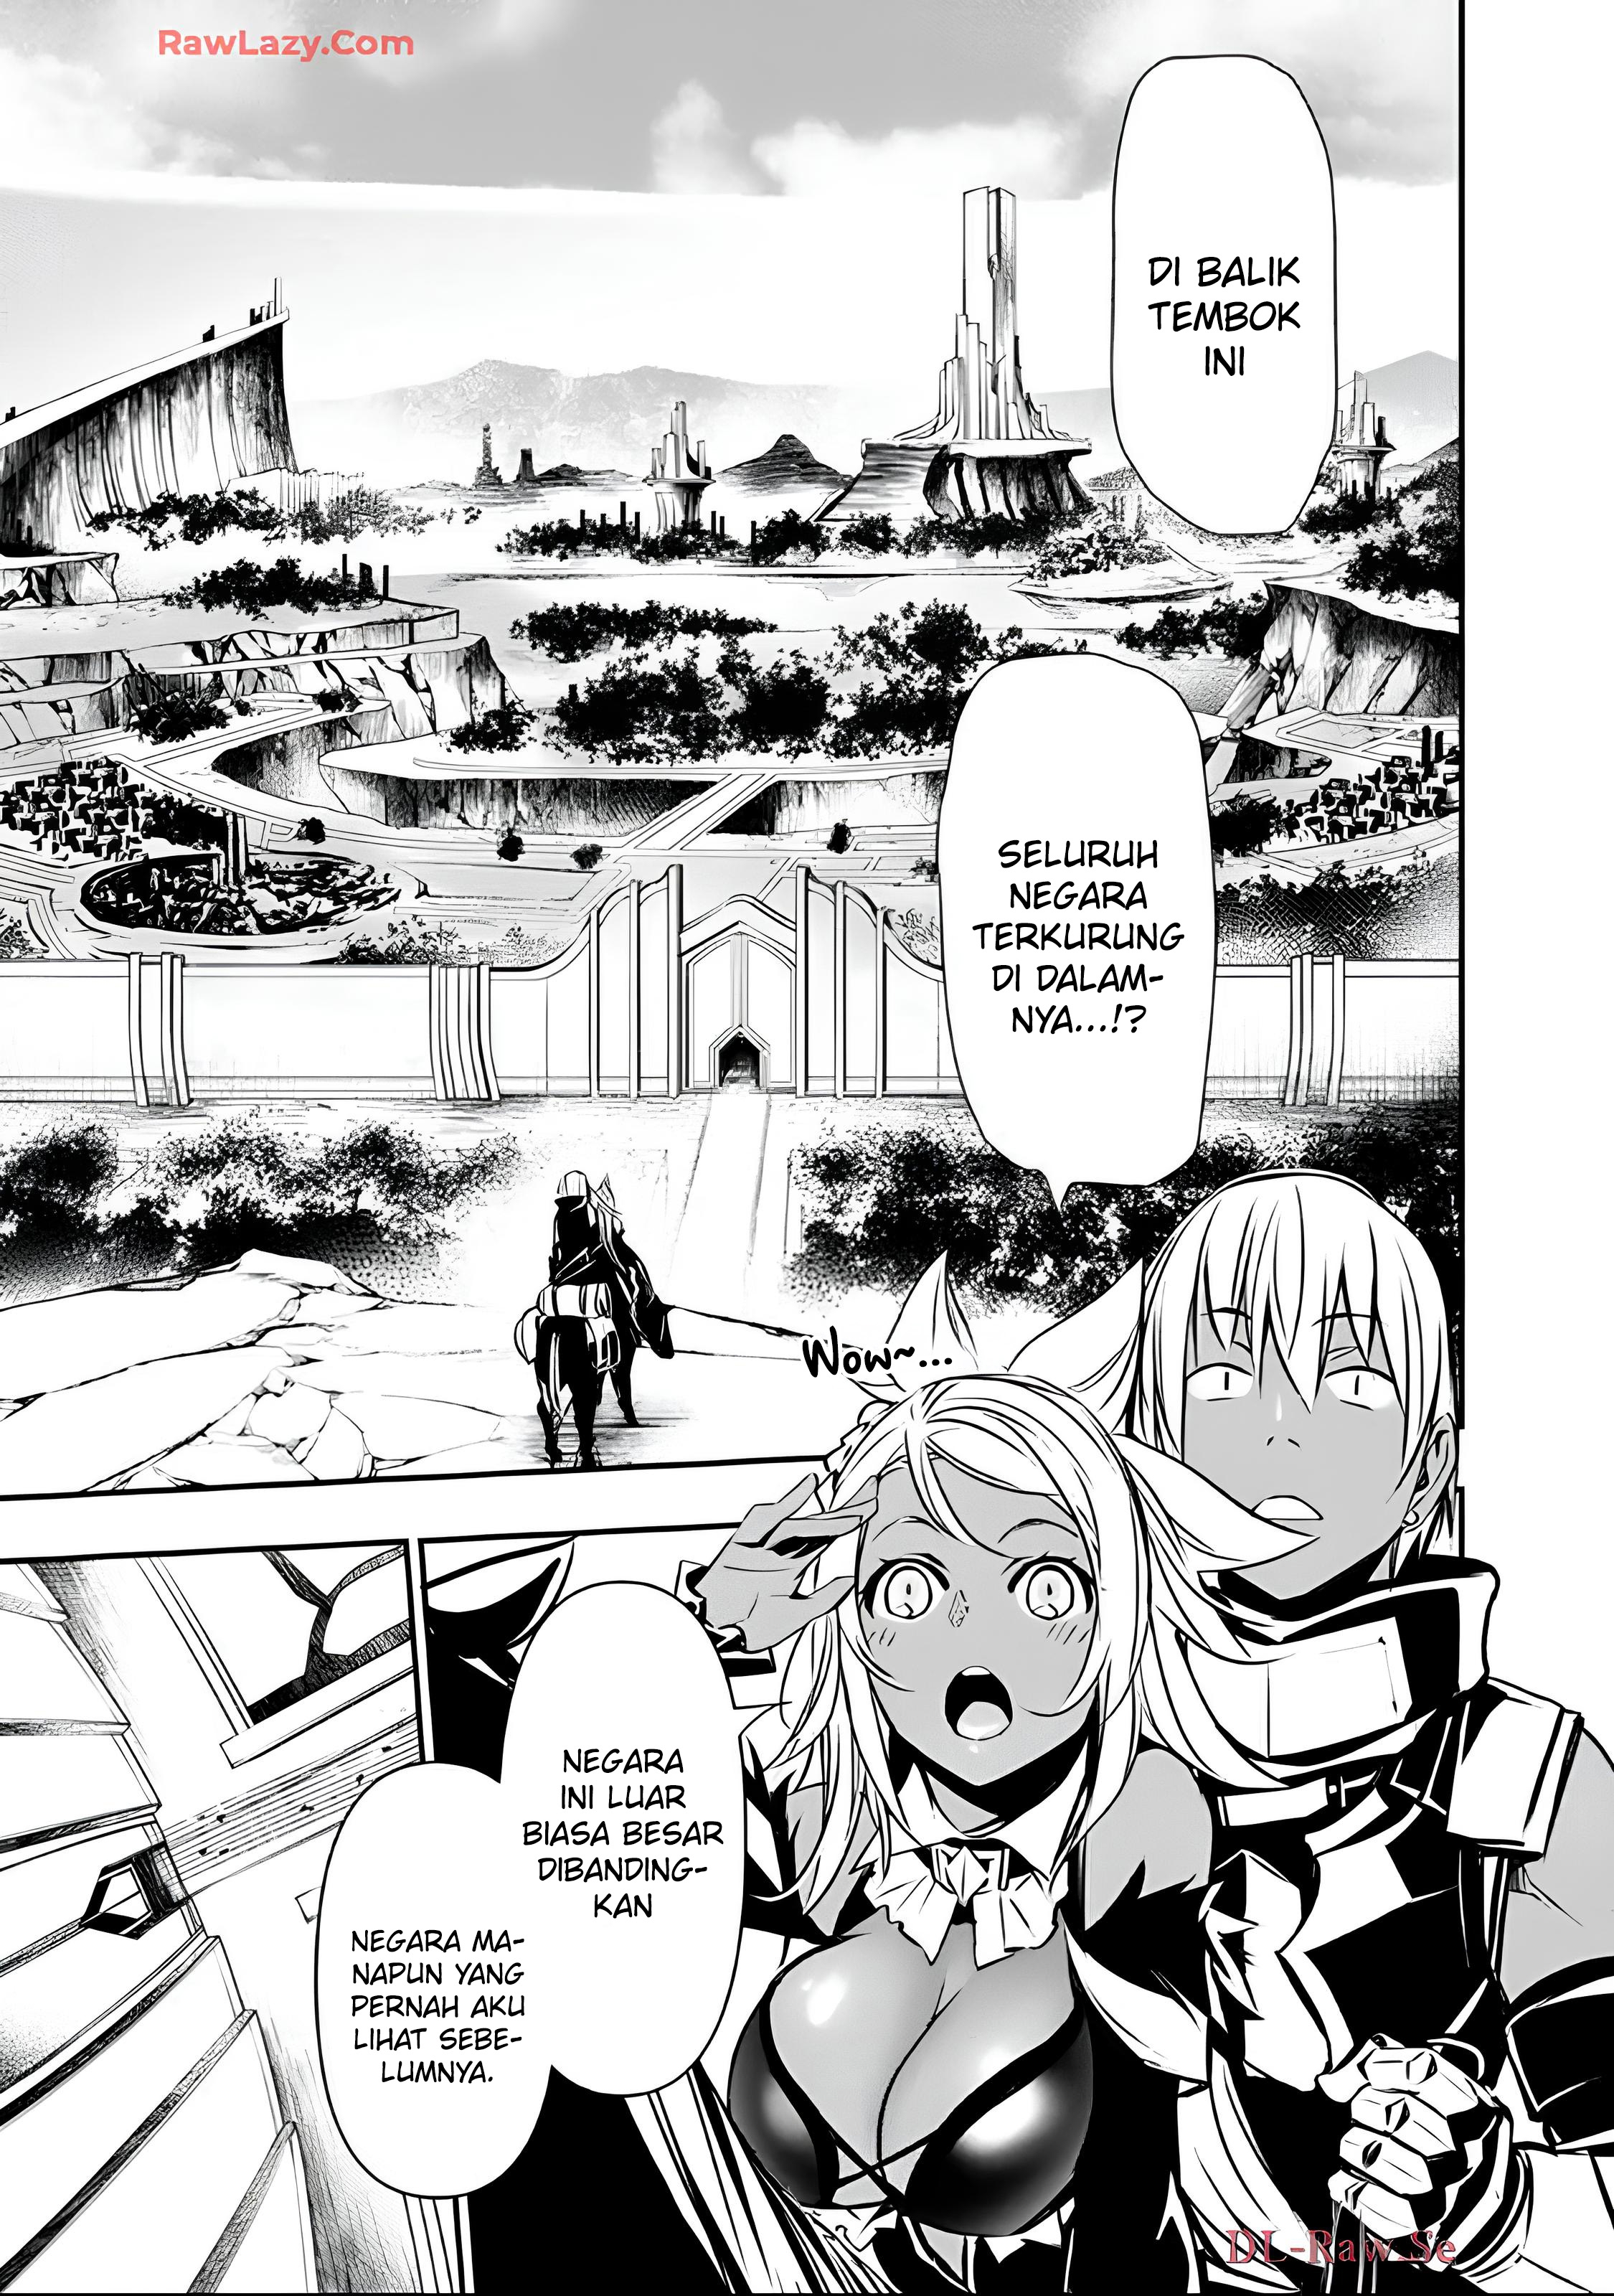 RawLazy.Com
DI BALIK
TEMBOK
INI
SELURUH
NEGARA
TERKURUNG
DI DALAM-
NYA...!?
Wow~...
NEGARA
INI LUAR
BIASA BESAR
DIBANDING-
KAN
NEGARA MA-
NAPUN YANG
PERNAH AKU
LIHAT SEBE-
LUMNYA.
DL-Raw.Se